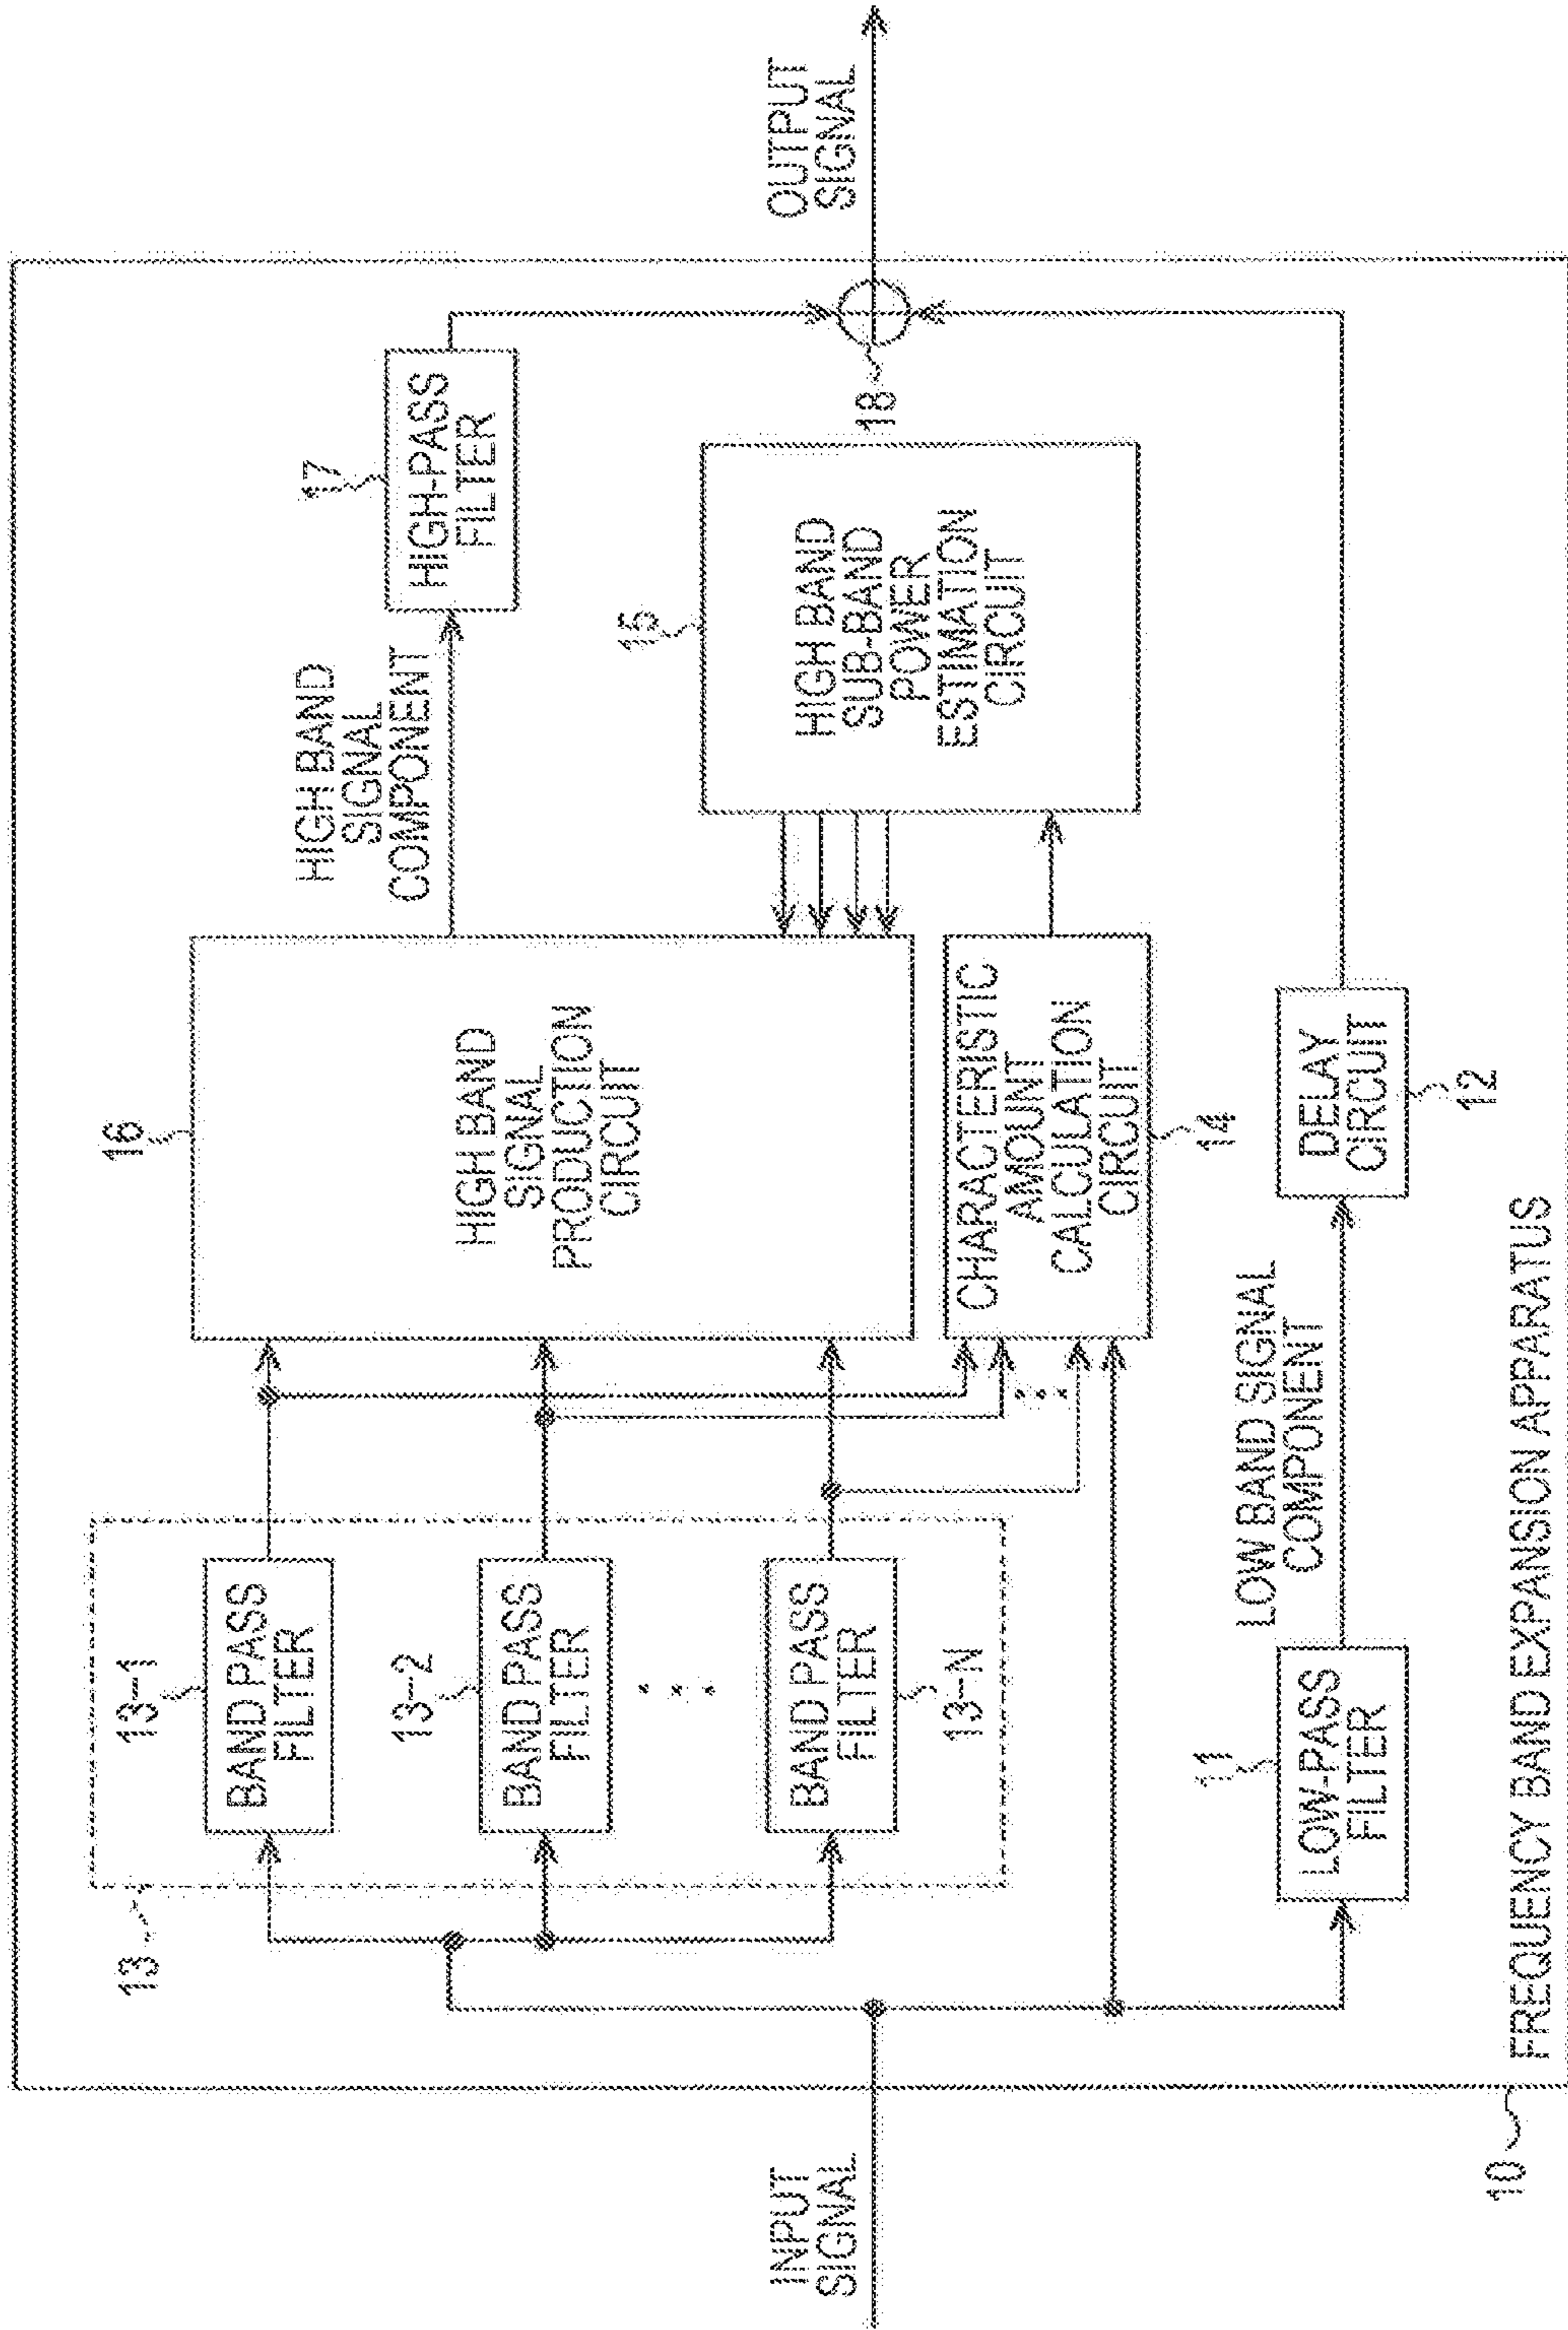 INPUT
SIGNAL
10
FREQUENCY BAND EXPANSION APPARATUS
13
13-1
BAND PASS
FILTER
13-2
BAND PASS
FILTER
...
BAND PASS
FILTER
13-N
11
LOW-PASS
FILTER
LOW BAND SIGNAL
COMPONENT
16
HIGH BAND
SIGNAL
PRODUCTION
CIRCUIT
...
CHARACTERISTIC
AMOUNT
CALCULATION
CIRCUIT
14
DELAY
CIRCUIT
12
HIGH BAND
SIGNAL
COMPONENT
15
HIGH BAND
SUB-BAND
POWER
ESTIMATION
CIRCUIT
17
HIGH-PASS
FILTER
18
OUTPUT
SIGNAL